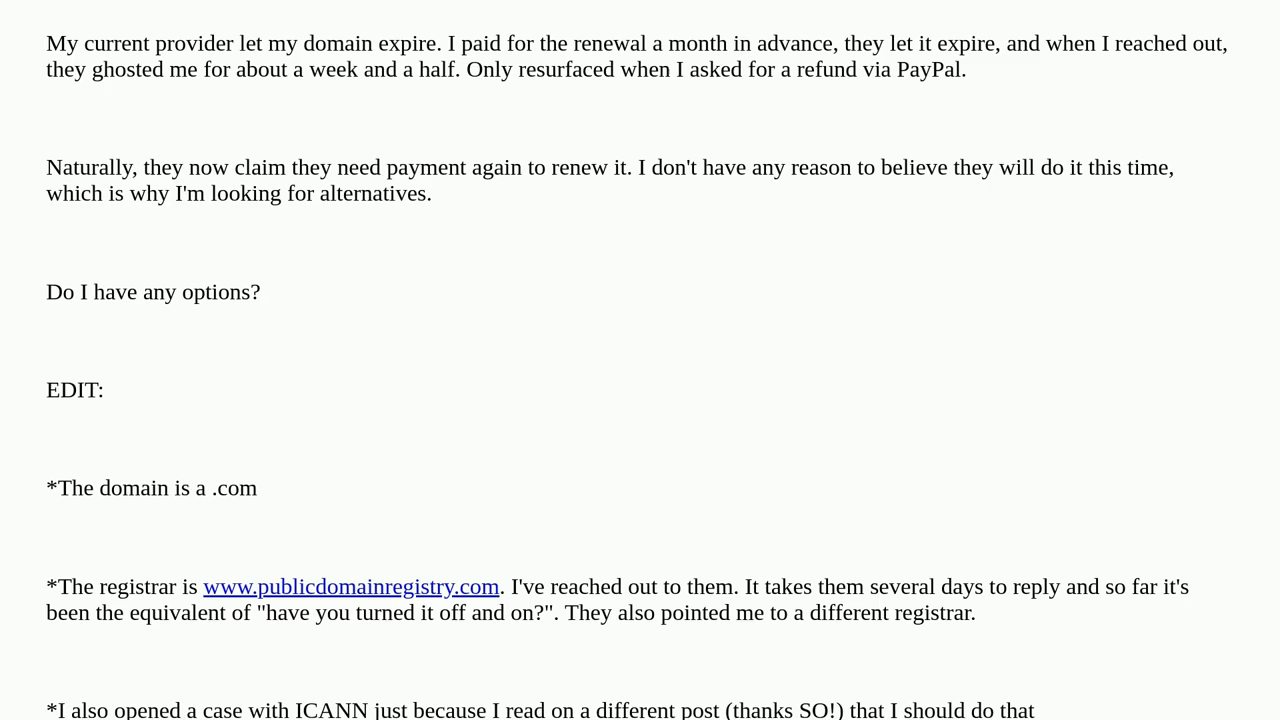 My current provider let my domain expire. I paid for the renewal a month in advance, they let it expire, and when I reached out,
they ghosted me for about a week and a half. Only resurfaced when I asked for a refund via PayPal.
Naturally, they now claim they need payment again to renew it. I don't have any reason to believe they will do it this time,
which is why I'm looking for alternatives.
Do I have any options?
EDIT:
*The domain is a .com
*The registrar is www.publicdomainregistry.com. I've reached out to them. It takes them several days to reply and so far it's
been the equivalent of "have you turned it off and on?". They also pointed me to a different registrar.
*I also opened a case with ICANN just because I read on a different post (thanks SO!) that I should do that